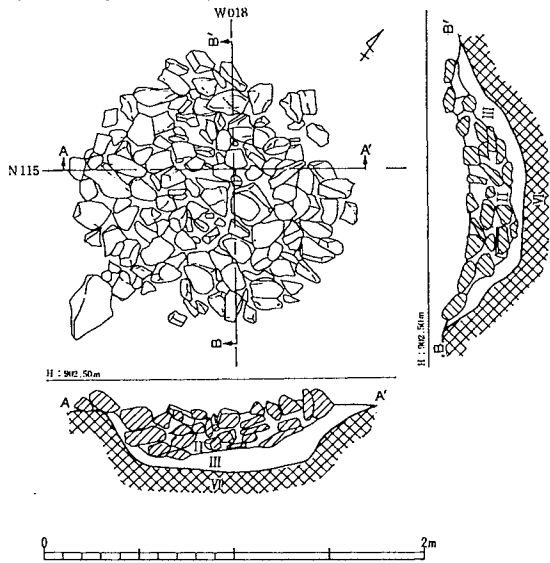 W018
B'
A
A'
N115
B
H : 902.50m
B'
III
II
VI
B
H : 902.50m
A
A'
II
III
VI
0
2m